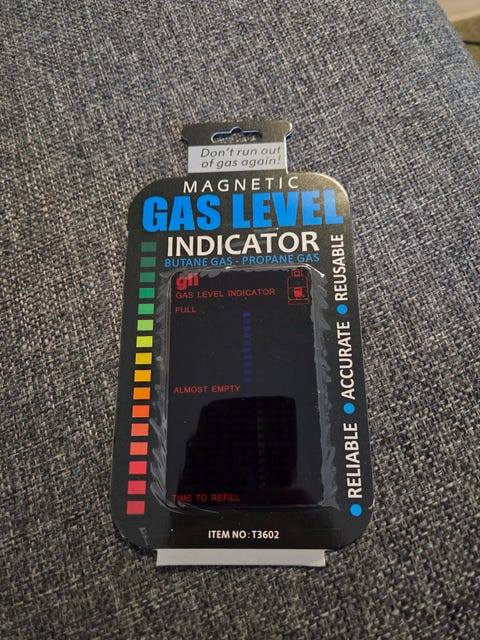 Don't run out
of gas again!
MAGNETIC
GAS LEVEL
INDICATOR
BUTANE GAS - PROPANE GAS
gli
GAS LEVEL INDICATOR
FULL
ALMOST EMPTY
TIME TO REFILL
RELIABLE ● ACCURATE ● REUSABLE
ITEM NO: T3602